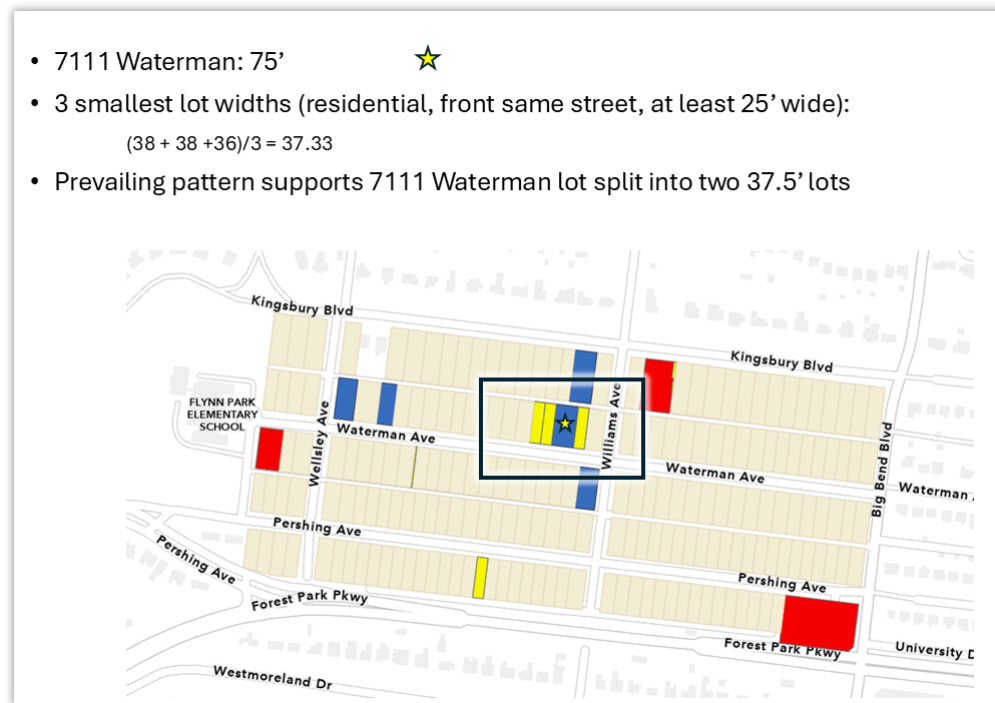 • 7111 Waterman: 75’
• 3 smallest lot widths (residential, front same street, at least 25’ wide):
(38 + 38 +36)/3 = 37.33
• Prevailing pattern supports 7111 Waterman lot split into two 37.5’ lots
Kingsbury Blvd
Kingsbury Blvd
FLYNN PARK
ELEMENTARY
SCHOOL
Wellsley Ave
Waterman Ave
Williams Ave
Waterman Ave
Big Bend Blvd
Waterman
Pershing Ave
Pershing Ave
Pershing Ave
Forest Park Pkwy
Forest Park Pkwy
University D
Westmoreland Dr